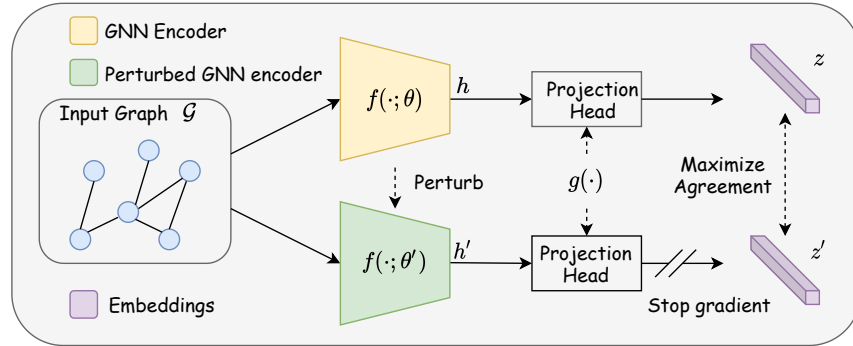 GNN Encoder
Perturbed GNN encoder
Input Graph 𝒢
f(·; θ)
h
Projection
Head
z
Perturb
g(·)
Maximize
Agreement
f(·; θ′)
h′
Projection
Head
z′
Stop gradient
Embeddings